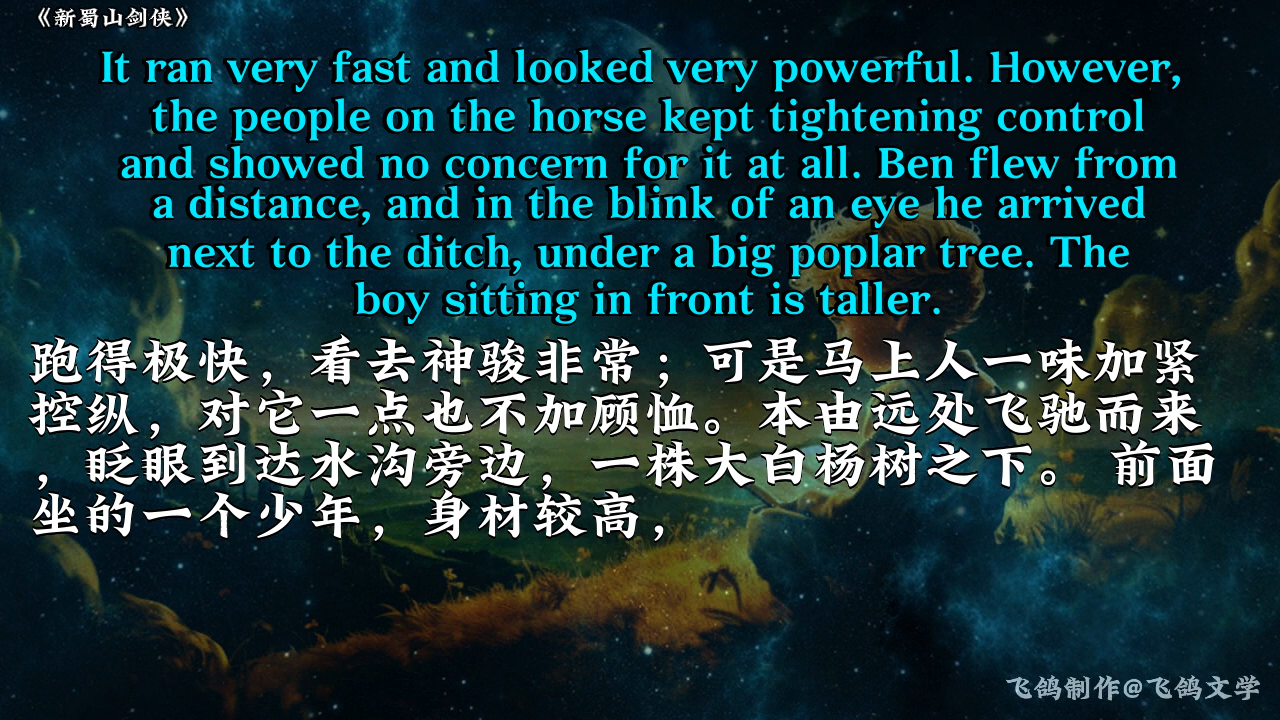 《新蜀山剑侠》
It ran very fast and looked very powerful. However,
the people on the horse kept tightening control
and showed no concern for it at all. Ben flew from
a distance, and in the blink of an eye he arrived
next to the ditch, under a big poplar tree. The
boy sitting in front is taller.
跑得极快，看去神骏非常；可是马上人一味加紧
控纵，对它一点也不加顾恤。本由远处飞驰而来
，眨眼到达水沟旁边，一株大白杨树之下。 前面
坐的一个少年，身材较高，
飞鸽制作@飞鸽文学